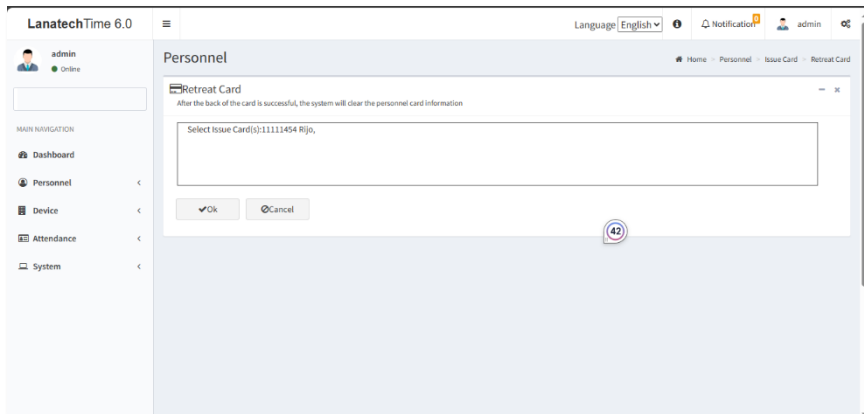 LanatechTime 6.0
Language English
Notification 0
admin
admin
Online
Personnel
Home > Personnel > Issue Card > Retreat Card
Retreat Card
After the back of the card is successful, the system will clear the personnel card information
Select Issue Card(s):11111454 Rijo,
MAIN NAVIGATION
Dashboard
Personnel
Device
Attendance
System
Ok
Cancel
42